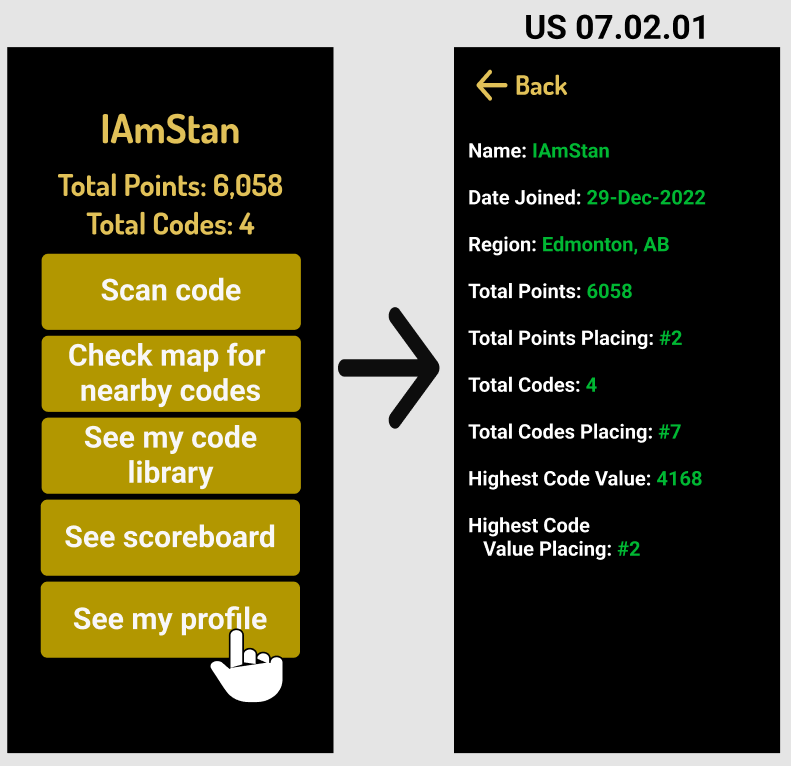 US 07.02.01
IAmStan
Total Points: 6,058
Total Codes: 4
Scan code
Check map for
nearby codes
See my code
library
See scoreboard
See my profile
Back
Name: IAmStan
Date Joined: 29-Dec-2022
Region: Edmonton, AB
Total Points: 6058
Total Points Placing: #2
Total Codes: 4
Total Codes Placing: #7
Highest Code Value: 4168
Highest Code
Value Placing: #2